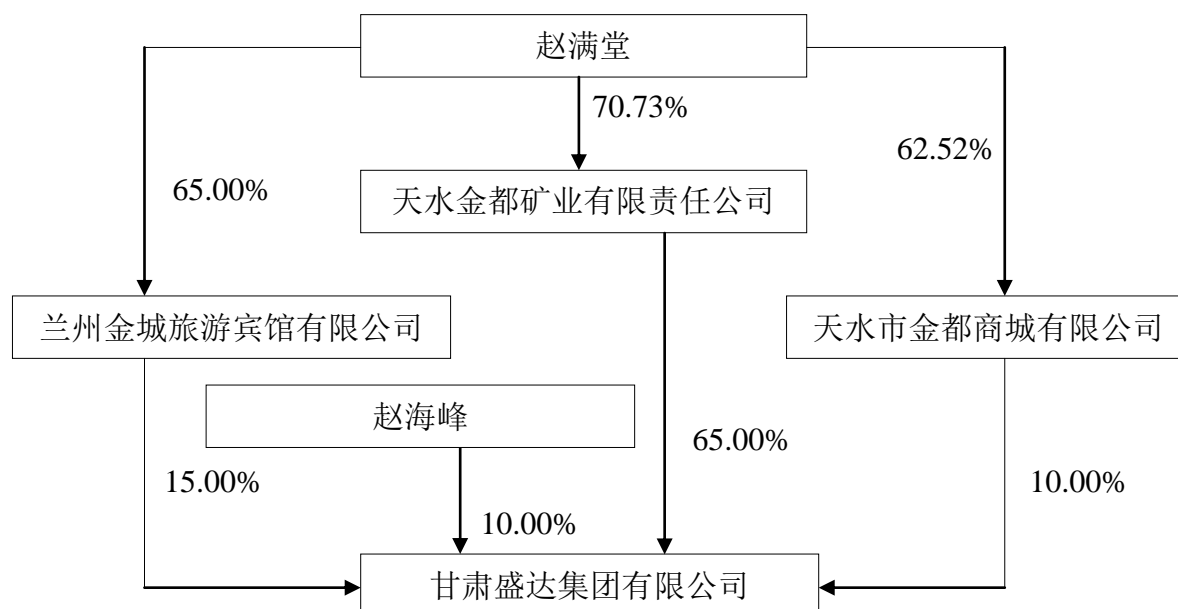 赵满堂
70.73%
62.52%
65.00%
天水金都矿业有限责任公司
兰州金城旅游宾馆有限公司
天水市金都商城有限公司
赵海峰
65.00%
15.00%
10.00%
10.00%
甘肃盛达集团有限公司